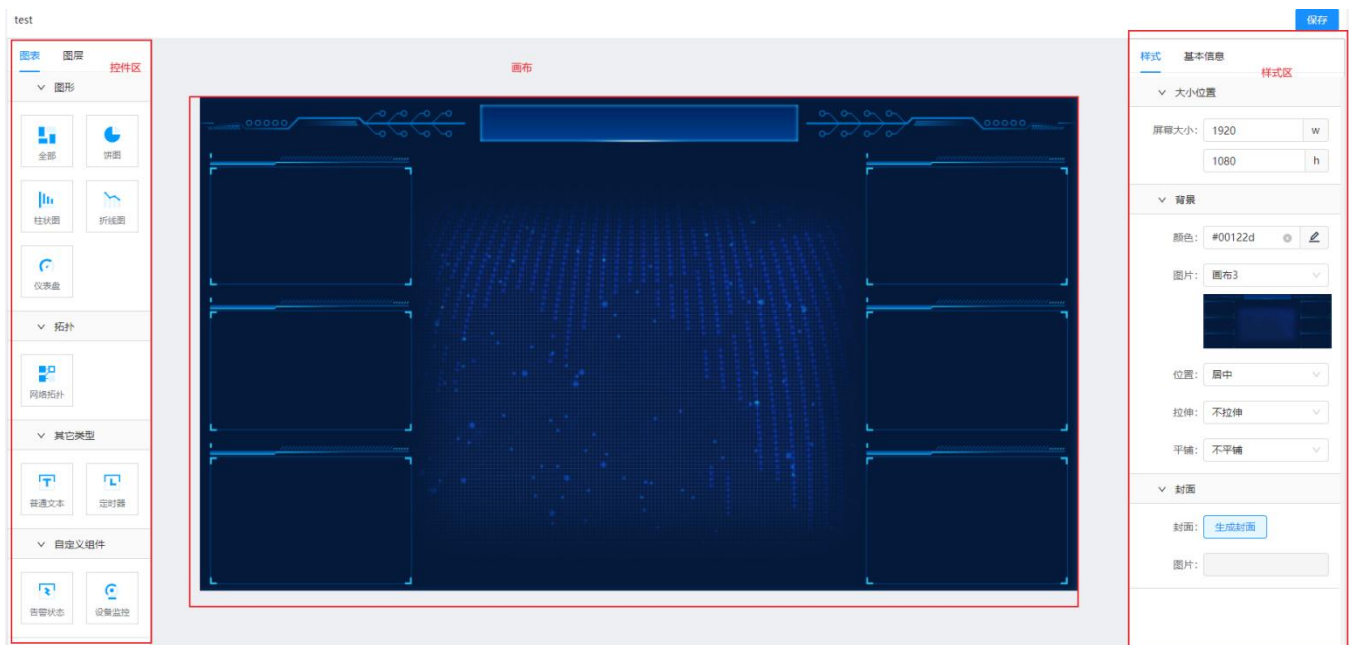 test
保存
图表 图层
控件区
图形
全部 饼图
柱状图 折线图
仪表盘
拓扑
网络拓扑
其它类型
普通文本 定时器
自定义组件
告警状态 设备监控
画布
样式 基本信息
样式区
大小位置
屏幕大小: 1920 w
1080 h
背景
颜色: #00122d
图片: 画布3
位置: 居中
拉伸: 不拉伸
平铺: 不平铺
封面
封面: 生成封面
图片: